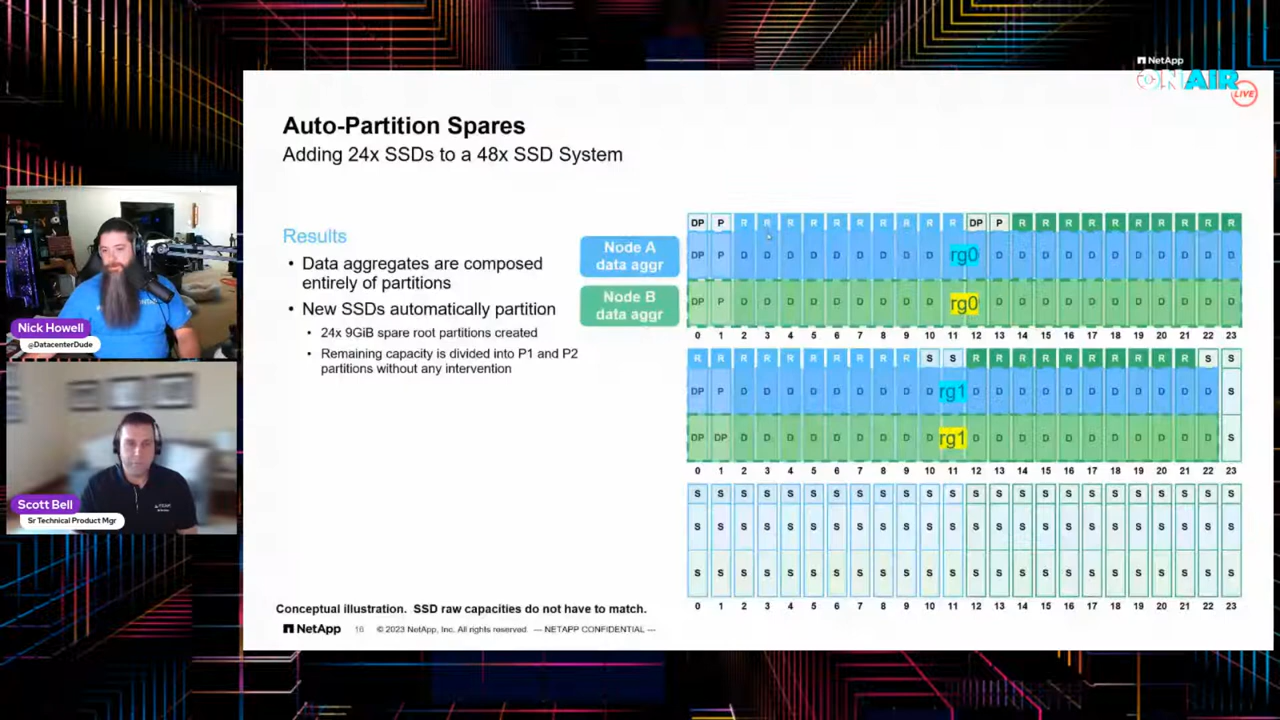 NetApp
ON AIR
LIVE
Auto-Partition Spares
Adding 24x SSDs to a 48x SSD System
Results
• Data aggregates are composed
entirely of partitions
• New SSDs automatically partition
• 24x 9GiB spare root partitions created
• Remaining capacity is divided into P1 and P2
partitions without any intervention
Node A
data aggr
Node B
data aggr
DP P R R R R R R R R R R DP P R R R R R R R R R R
DP P D D D D D D D D D rg0 D D D D D D D D D D D
DP P D D D D D D D D D rg0 D D D D D D D D D D D
0 1 2 3 4 5 6 7 8 9 10 11 12 13 14 15 16 17 18 19 20 21 22 23
R R R R R R R R R R S S R R R R R R R R R R S S
DP P D D D D D D D D D rg1 D D D D D D D D D D D S
DP DP D D D D D D D D D rg1 D D D D D D D D D D D S
0 1 2 3 4 5 6 7 8 9 10 11 12 13 14 15 16 17 18 19 20 21 22 23
S S S S S S S S S S S S S S S S S S S S S S S S
S S S S S S S S S S S S S S S S S S S S S S S S
S S S S S S S S S S S S S S S S S S S S S S S S
0 1 2 3 4 5 6 7 8 9 10 11 12 13 14 15 16 17 18 19 20 21 22 23
Conceptual illustration. SSD raw capacities do not have to match.
NetApp 16 © 2023 NetApp, Inc. All rights reserved. — NETAPP CONFIDENTIAL —
Nick Howell
@DatacenterDude
Scott Bell
Sr Technical Product Mgr